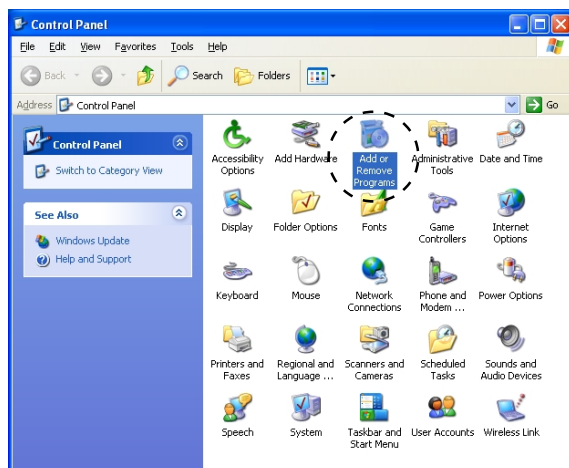 Control Panel
File Edit View Favorites Tools Help
Back Search Folders
Address Control Panel Go
Control Panel
Switch to Category View
See Also
Windows Update
Help and Support
Accessibility Options
Add Hardware
Add or Remove Programs
Administrative Tools
Date and Time
Display
Folder Options
Fonts
Game Controllers
Internet Options
Keyboard
Mouse
Network Connections
Phone and Modem ...
Power Options
Printers and Faxes
Regional and Language ...
Scanners and Cameras
Scheduled Tasks
Sounds and Audio Devices
Speech
System
Taskbar and Start Menu
User Accounts
Wireless Link